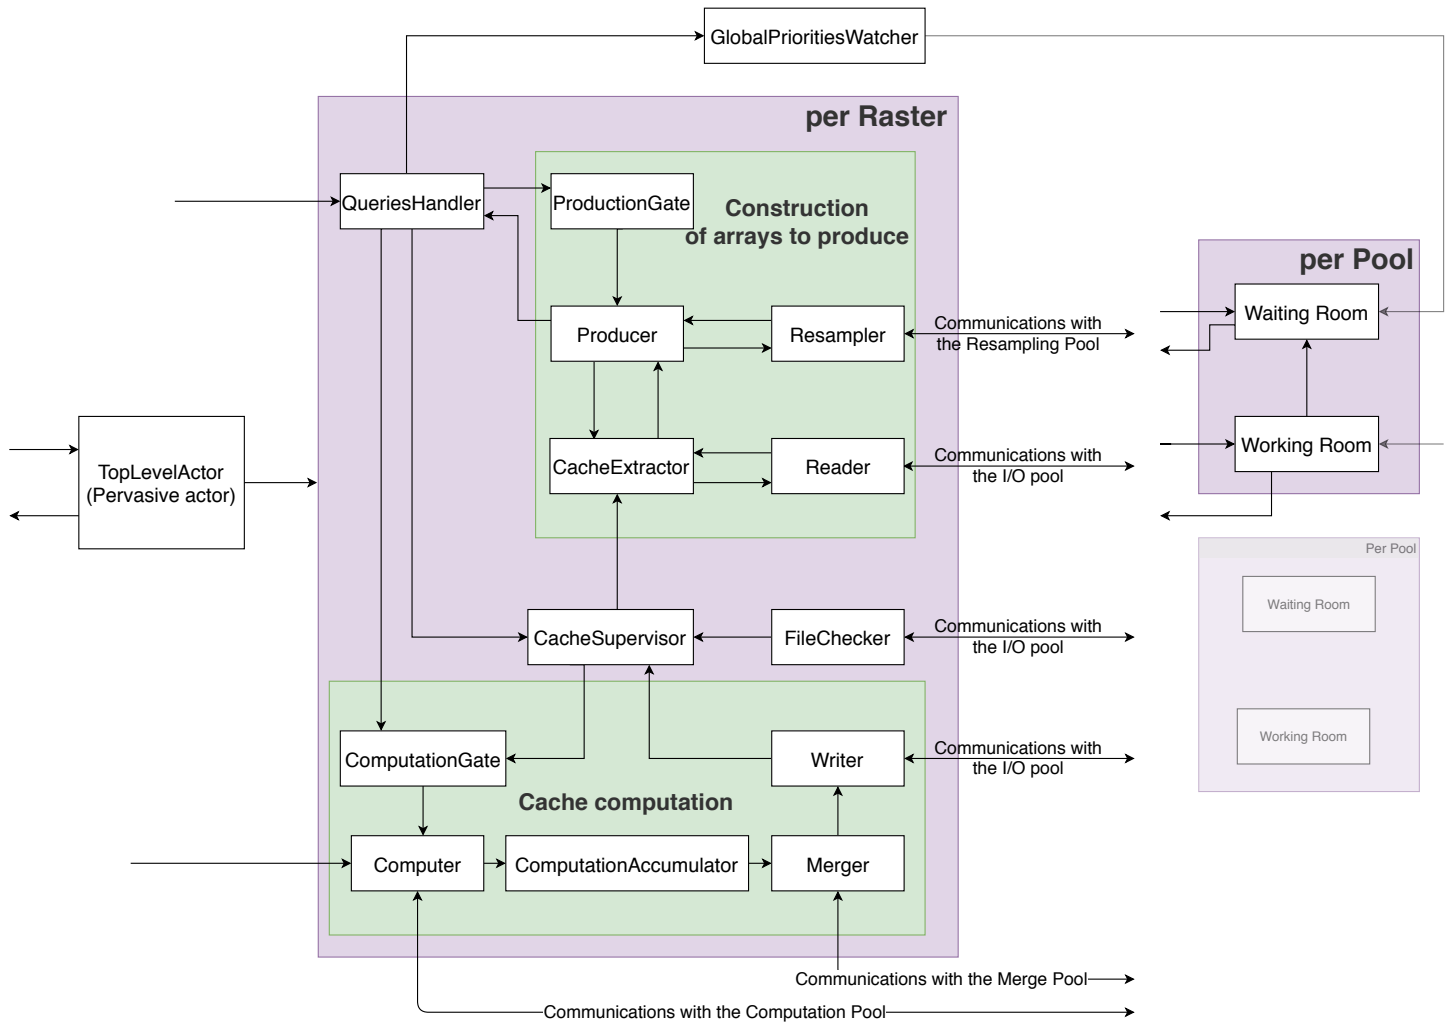 GlobalPrioritiesWatcher
per Raster
QueriesHandler
ProductionGate
Construction
of arrays to produce
per Pool
Waiting Room
Producer
Resampler
Communications with
the Resampling Pool
TopLevelActor
(Pervasive actor)
CacheExtractor
Reader
Communications with
the I/O pool
Working Room
Per Pool
Waiting Room
CacheSupervisor
FileChecker
Communications with
the I/O pool
Working Room
ComputationGate
Writer
Communications with
the I/O pool
Cache computation
Computer
ComputationAccumulator
Merger
Communications with the Merge Pool
Communications with the Computation Pool